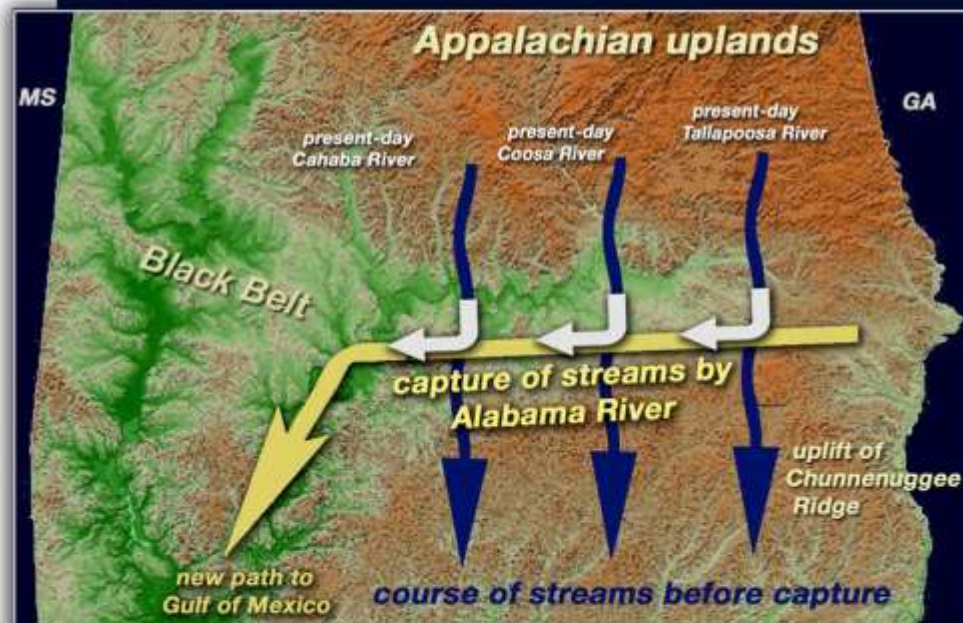 Appalachian uplands
MS
GA
present-day
Cahaba River
present-day
Coosa River
present-day
Tallapoosa River
Black Belt
capture of streams by
Alabama River
uplift of
Chunnenuggee
Ridge
new path to
Gulf of Mexico
course of streams before capture